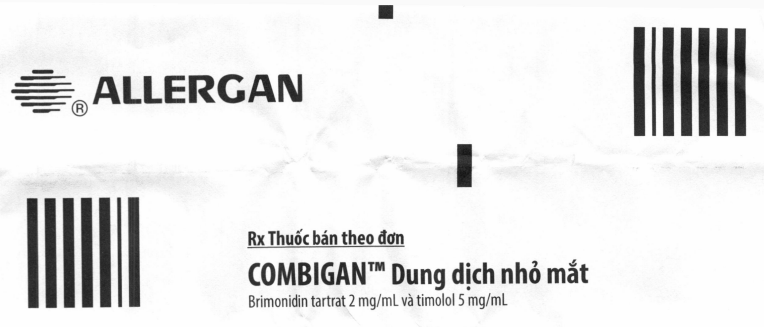 ® ALLERGAN
Rx Thuốc bán theo đơn
COMBIGAN™ Dung dịch nhỏ mắt
Brimonidin tartrat 2 mg/mL và timolol 5 mg/mL